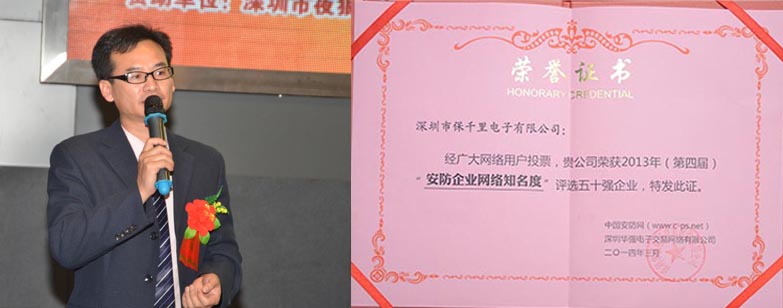 员动单位：深圳市夜狼
荣誉证书
HONORARY CREDENTIAL
深圳市保千里电子有限公司：
经广大网络用户投票，贵公司荣获2013年（第四届）
“安防企业网络知名度”评选五十强企业，特发此证。
中国安防网（www.c-ps.net）
深圳华强电子交易网络有限公司
二〇一四年三月